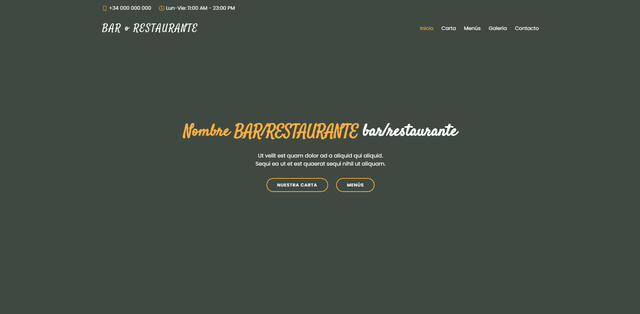 +34 000 000 000 Lun-Vie: 11:00 AM - 23:00 PM
BAR o RESTAURANTE
Inicio Carta Menús Galería Contacto
Nombre BAR/RESTAURANTE bar/restaurante
Ut velit est quam dolor ad a aliquid qui aliquid.
Sequi ea ut et est quaerat sequi nihil ut aliquam.
NUESTRA CARTA MENÚS